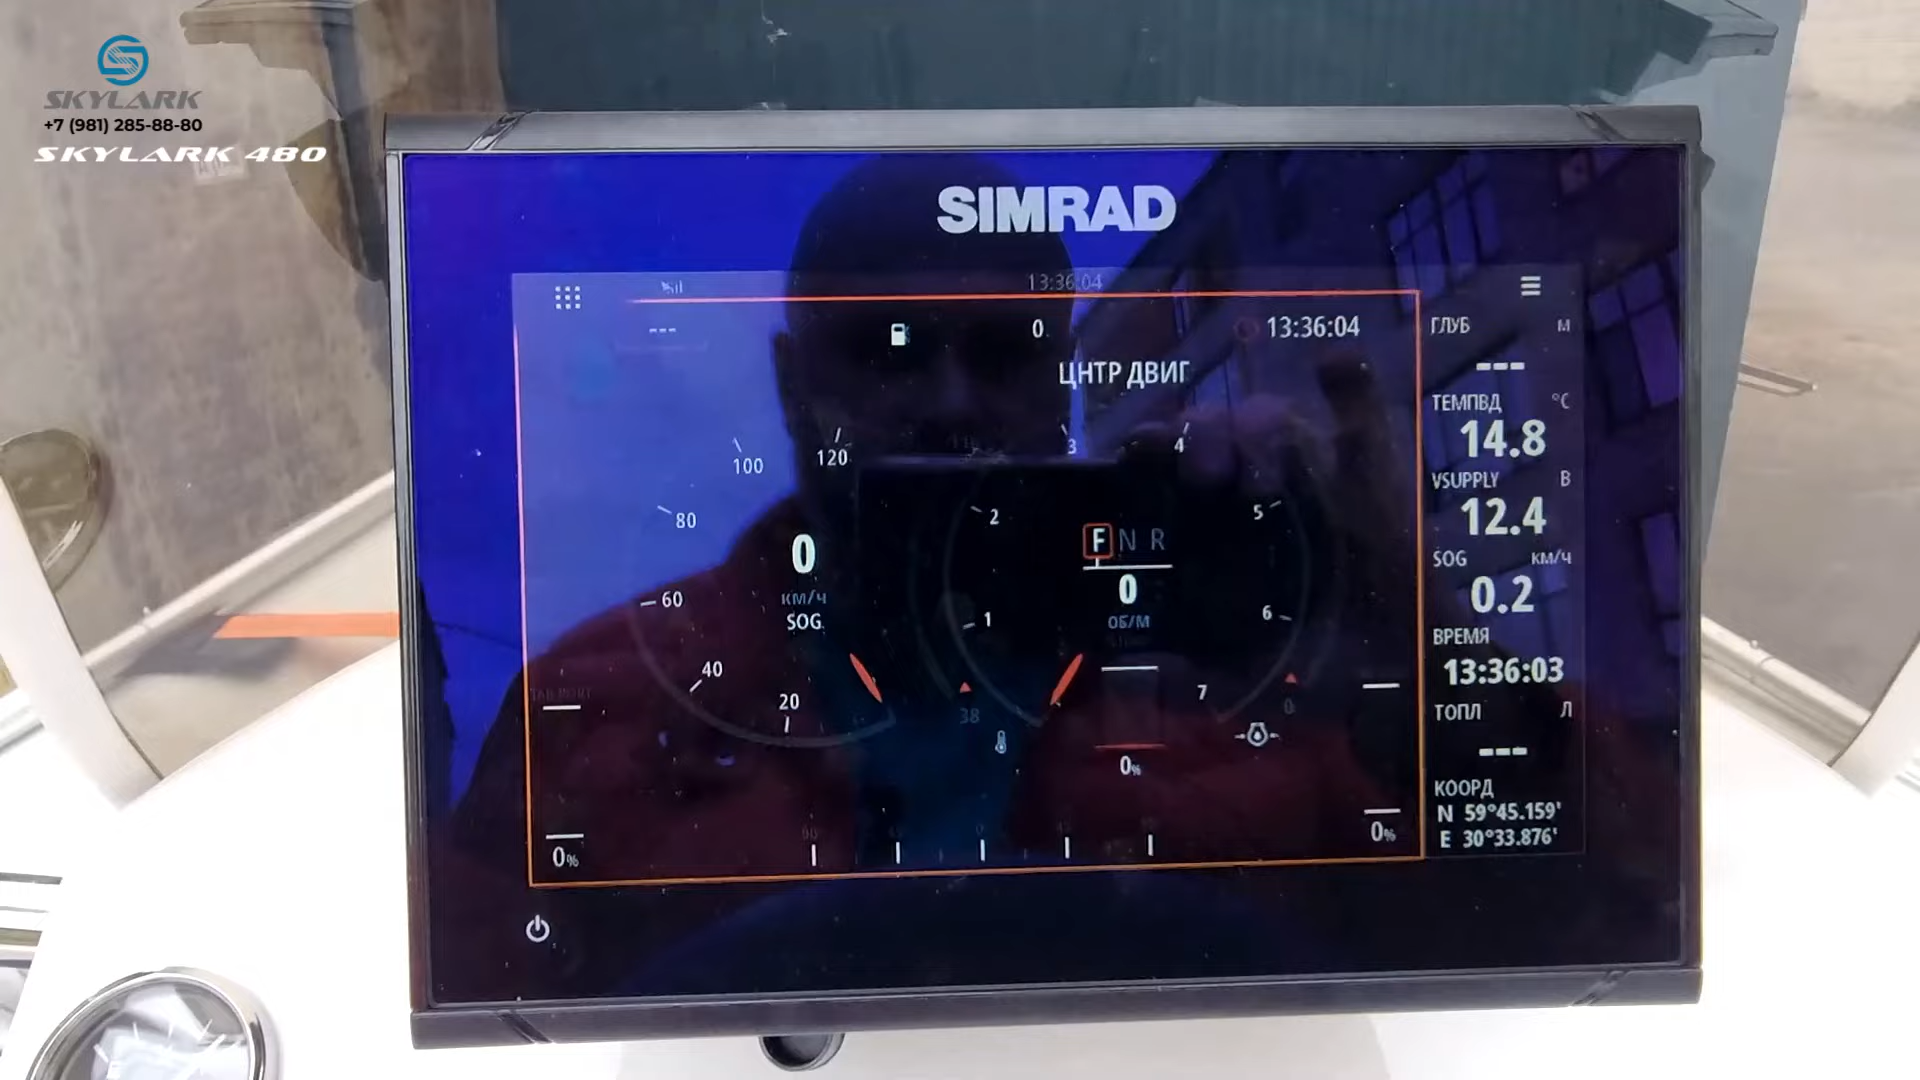 SKYLARK
+7 (981) 285-88-80
SKYLARK 480
SIMRAD
13:36:04
---
0
13:36:04
ЦНТР ДВИГ
100
120
80
60
40
20
0
КМ/Ч
SOG
1
2
3
4
5
6
7
F N R
0
ОБ/М
38
0
0%
0%
0%
ГЛУБ М
---
ТЕМПВД °C
14.8
VSUPPLY В
12.4
SOG КМ/Ч
0.2
ВРЕМЯ
13:36:03
ТОПЛ Л
---
КООРД
N 59°45.159'
E 30°33.876'